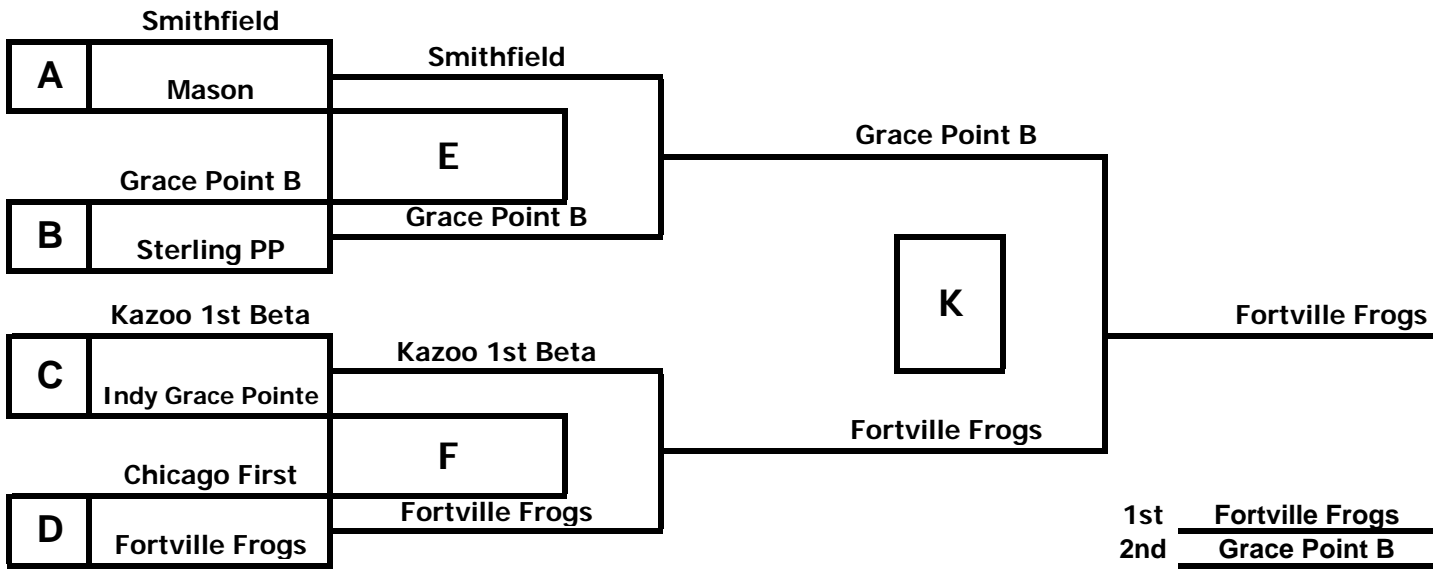 Smithfield
A
Mason
Smithfield
E
Grace Point B
Grace Point B
B
Sterling PP
Grace Point B
Kazoo 1st Beta
C
Indy Grace Pointe
Kazoo 1st Beta
F
Chicago First
D
Fortville Frogs
Fortville Frogs
Fortville Frogs
K
Fortville Frogs
1st Fortville Frogs
2nd Grace Point B